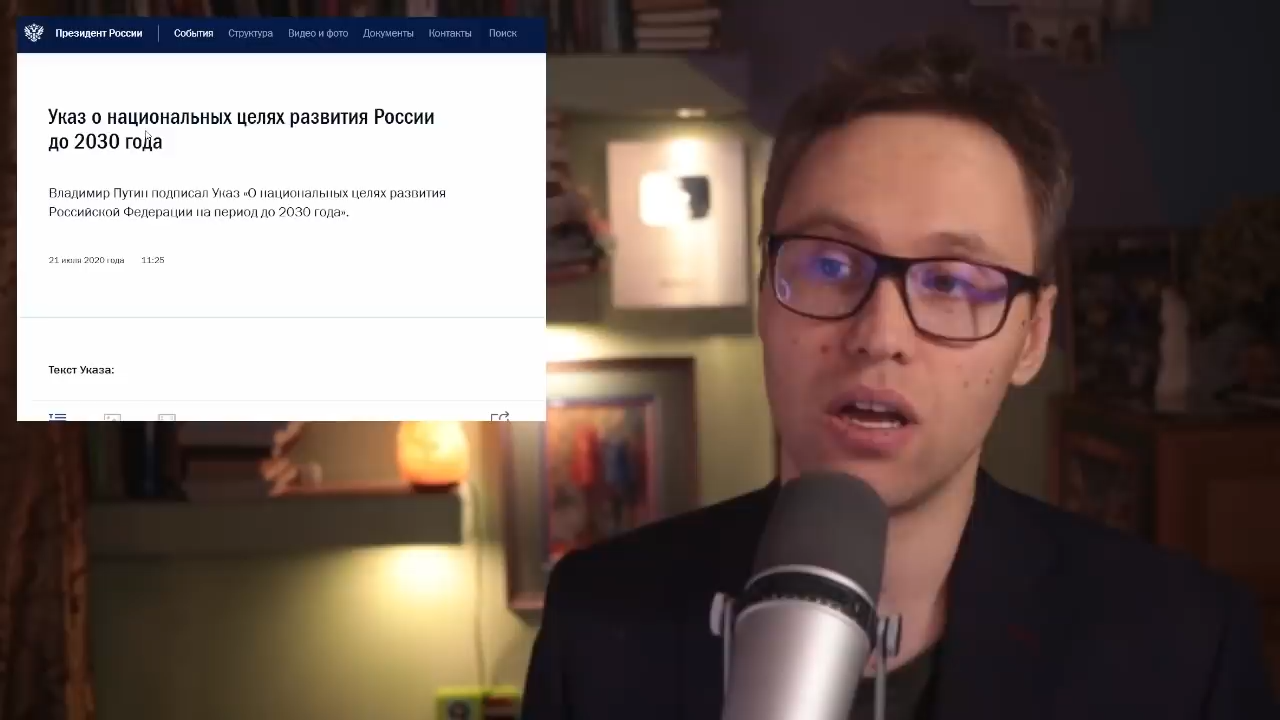 Президент России
События
Структура
Видео и фото
Документы
Контакты
Поиск
Указ о национальных целях развития России
до 2030 года
Владимир Путин подписал Указ «О национальных целях развития
Российской Федерации на период до 2030 года».
21 июля 2020 года 11:25
Текст Указа: